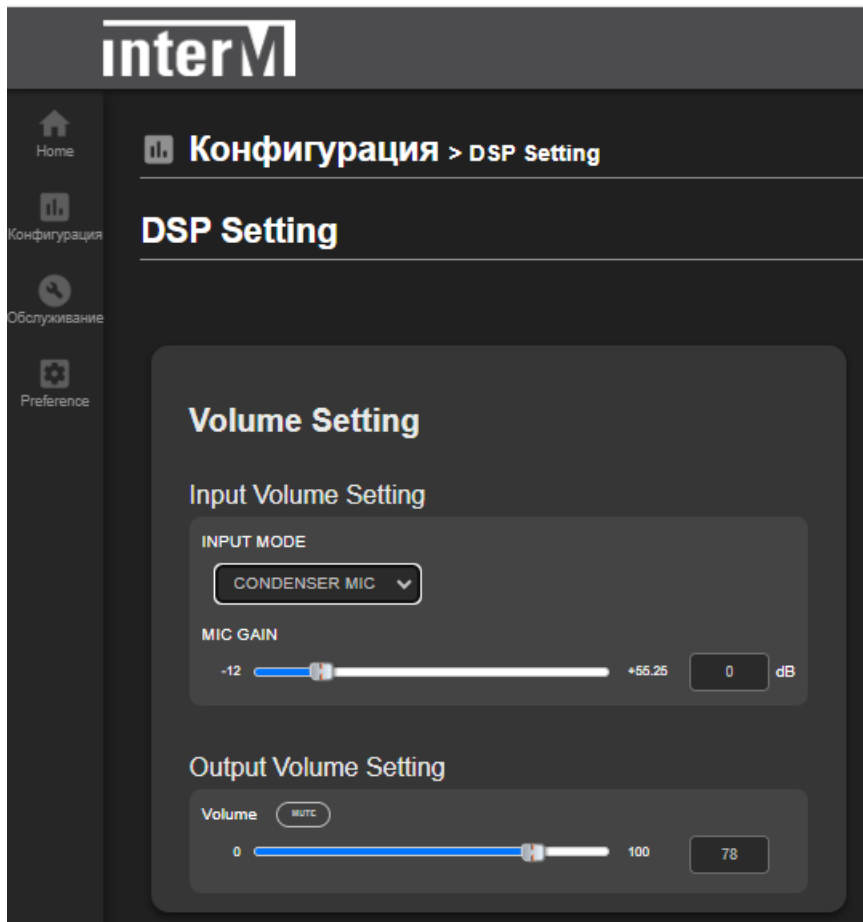 interM
Home
Конфигурация
Обслуживание
Preference
Конфигурация > DSP Setting
DSP Setting
Volume Setting
Input Volume Setting
INPUT MODE
CONDENSER MIC
MIC GAIN
-12 +55.25 0 dB
Output Volume Setting
Volume MUTE
0 100 78